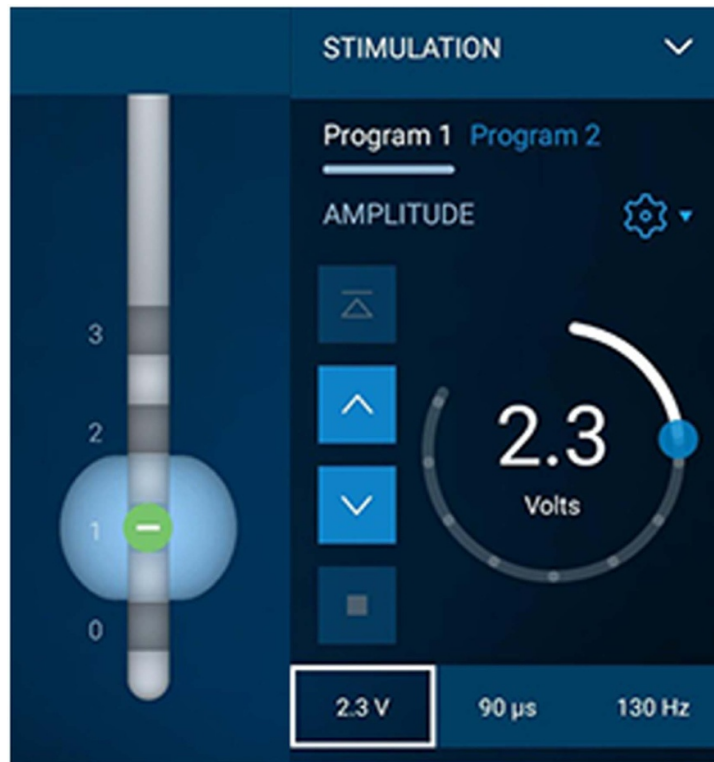 STIMULATION
Program 1 Program 2
AMPLITUDE
3
2
1
0
2.3
Volts
2.3 V 90 μs 130 Hz